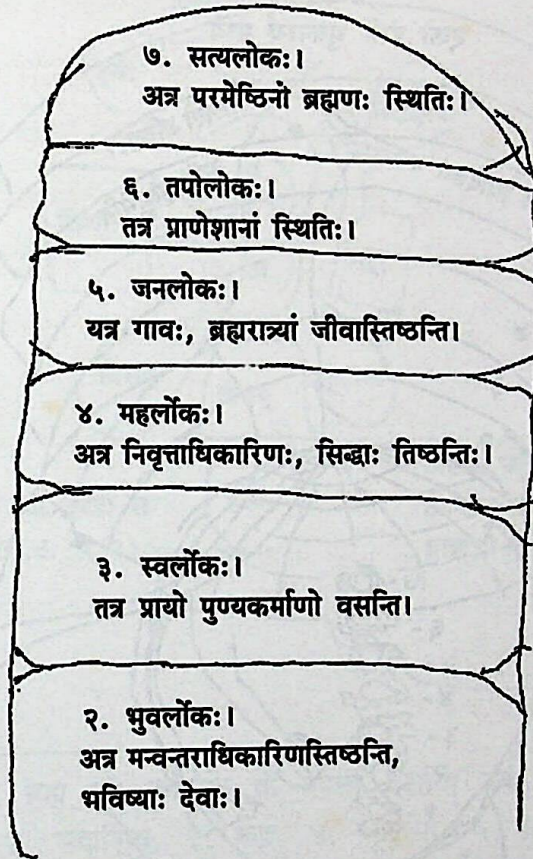 ७. सत्यलोकः।
अत्र परमेष्ठिनो ब्रह्मणः स्थितिः।
६. तपोलोकः।
तत्र प्राणेशानां स्थितिः।
५. जनलोकः।
यत्र गावः, ब्रह्मरात्र्यां जीवास्तिष्ठन्ति।
४. महर्लोकः।
अत्र निवृत्ताधिकारिणः, सिद्धाः तिष्ठन्तिः।
३. स्वर्लोकः।
तत्र प्रायो पुण्यकर्माणो वसन्ति।
२. भुवर्लोकः।
अत्र मन्वन्तराधिकारिणस्तिष्ठन्ति,
भविष्याः देवाः।